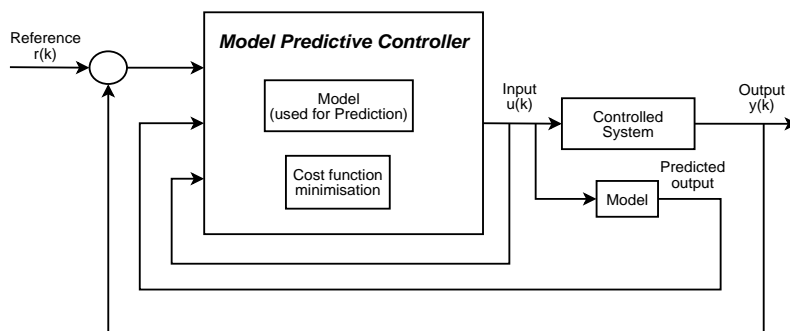 Reference
r(k)
Model Predictive Controller
Model
(used for Prediction)
Cost function
minimisation
Input
u(k)
Controlled
System
Output
y(k)
Predicted
output
Model